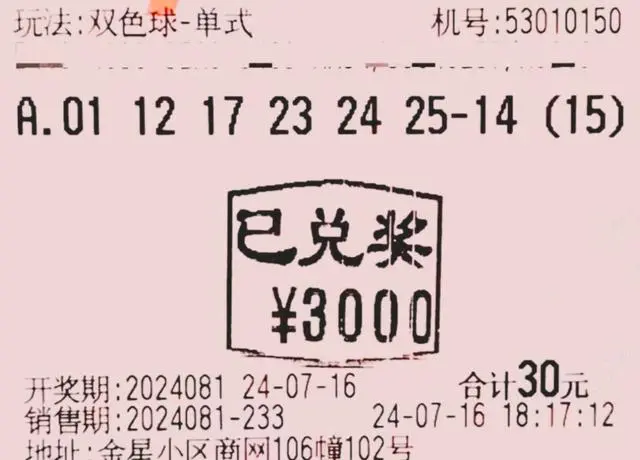 玩法:双色球-单式 机号:53010150
A.01 12 17 23 24 25-14 (15)
已兑奖
¥3000
开奖期:2024081 24-07-16 合计30元
销售期:2024081-233 24-07-16 18:17:12
地址:金星小区商网106幢102号